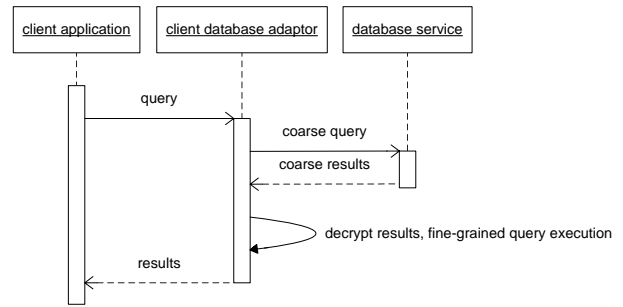 client application
client database adaptor
database service
query
coarse query
coarse results
decrypt results, fine-grained query execution
results